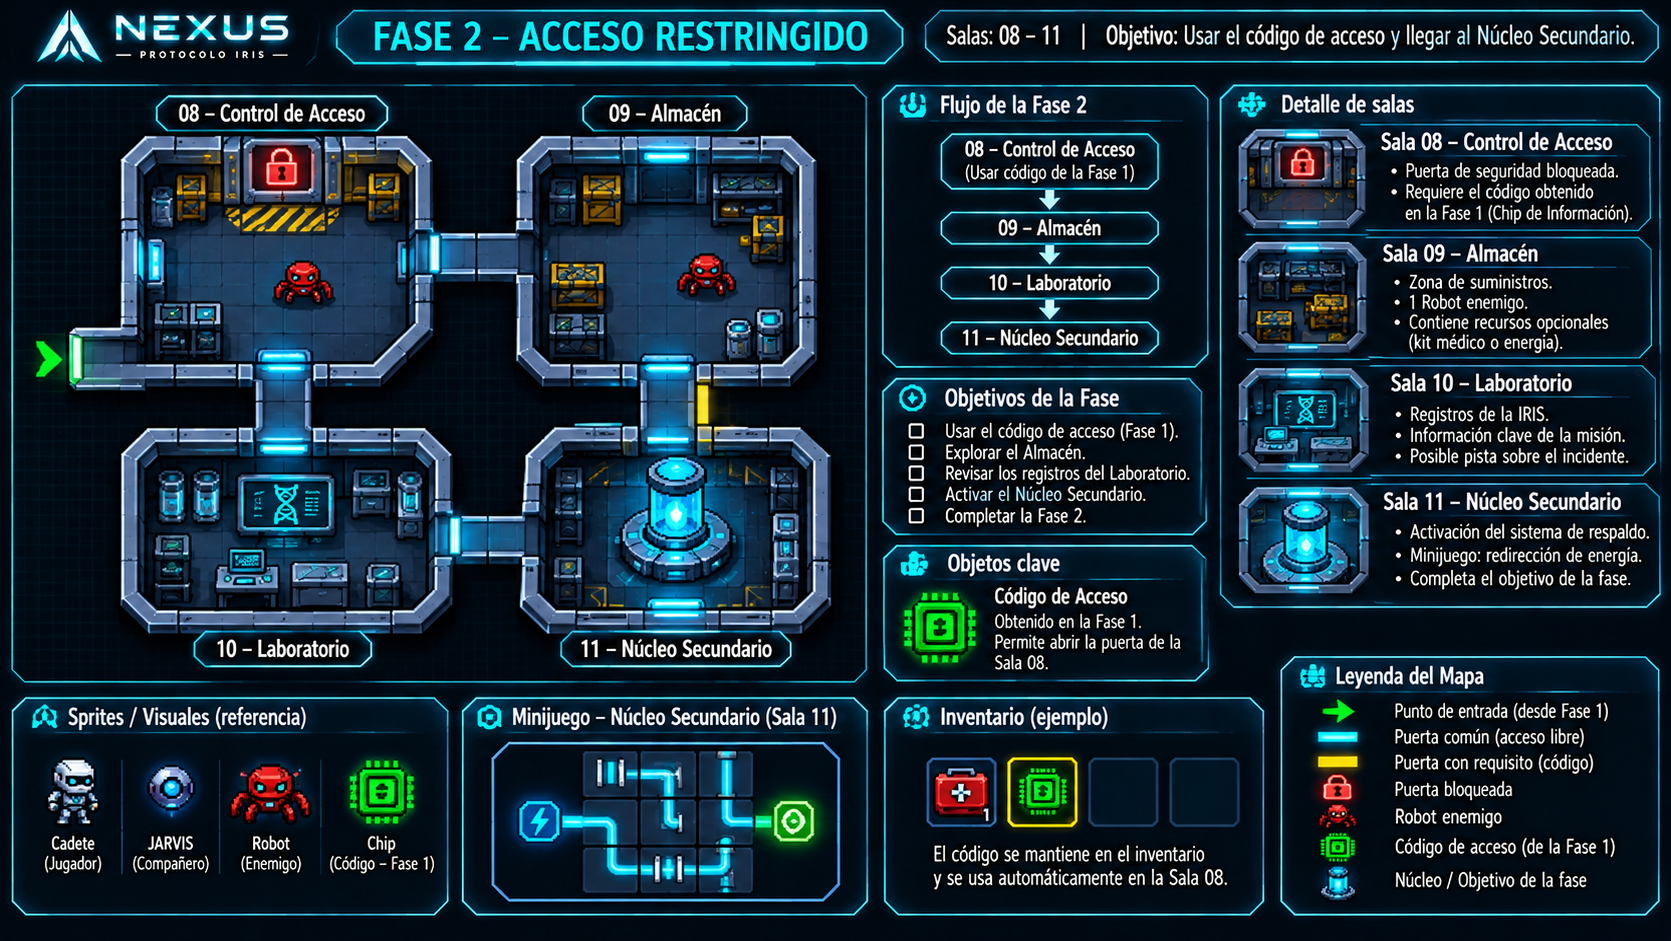 NEXUS
PROTOCOLO IRIS
FASE 2 – ACCESO RESTRINGIDO
Salas: 08 – 11 | Objetivo: Usar el código de acceso y llegar al Núcleo Secundario.
08 – Control de Acceso
09 – Almacén
10 – Laboratorio
11 – Núcleo Secundario
Flujo de la Fase 2
08 – Control de Acceso
(Usar código de la Fase 1)
09 – Almacén
10 – Laboratorio
11 – Núcleo Secundario
Objetivos de la Fase
Usar el código de acceso (Fase 1).
Explorar el Almacén.
Revisar los registros del Laboratorio.
Activar el Núcleo Secundario.
Completar la Fase 2.
Objetos clave
Código de Acceso
Obtenido en la Fase 1.
Permite abrir la puerta de la
Sala 08.
Detalle de salas
Sala 08 – Control de Acceso
• Puerta de seguridad bloqueada.
• Requiere el código obtenido
en la Fase 1 (Chip de Información).
Sala 09 – Almacén
• Zona de suministros.
• 1 Robot enemigo.
• Contiene recursos opcionales
(kit médico o energía).
Sala 10 – Laboratorio
• Registros de la IRIS.
• Información clave de la misión.
• Posible pista sobre el incidente.
Sala 11 – Núcleo Secundario
• Activación del sistema de respaldo.
• Minijuego: redirección de energía.
• Completa el objetivo de la fase.
Sprites / Visuales (referencia)
Cadete
(Jugador)
JARVIS
(Compañero)
Robot
(Enemigo)
Chip
(Código – Fase 1)
Minijuego – Núcleo Secundario (Sala 11)
Inventario (ejemplo)
1
El código se mantiene en el inventario
y se usa automáticamente en la Sala 08.
Leyenda del Mapa
Punto de entrada (desde Fase 1)
Puerta común (acceso libre)
Puerta con requisito (código)
Puerta bloqueada
Robot enemigo
Código de acceso (de la Fase 1)
Núcleo / Objetivo de la fase